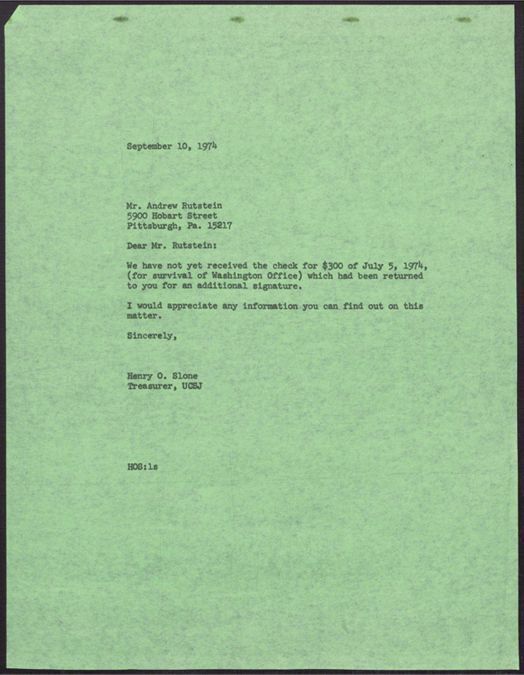 September 10, 1974
Mr. Andrew Rutstein
5900 Hobart Street
Pittsburgh, Pa. 15217
Dear Mr. Rutstein:
We have not yet received the check for $300 of July 5, 1974,
(for survival of Washington Office) which had been returned
to you for an additional signature.
I would appreciate any information you can find out on this
matter.
Sincerely,
Henry O. Slone
Treasurer, UCSJ
HOS:ls